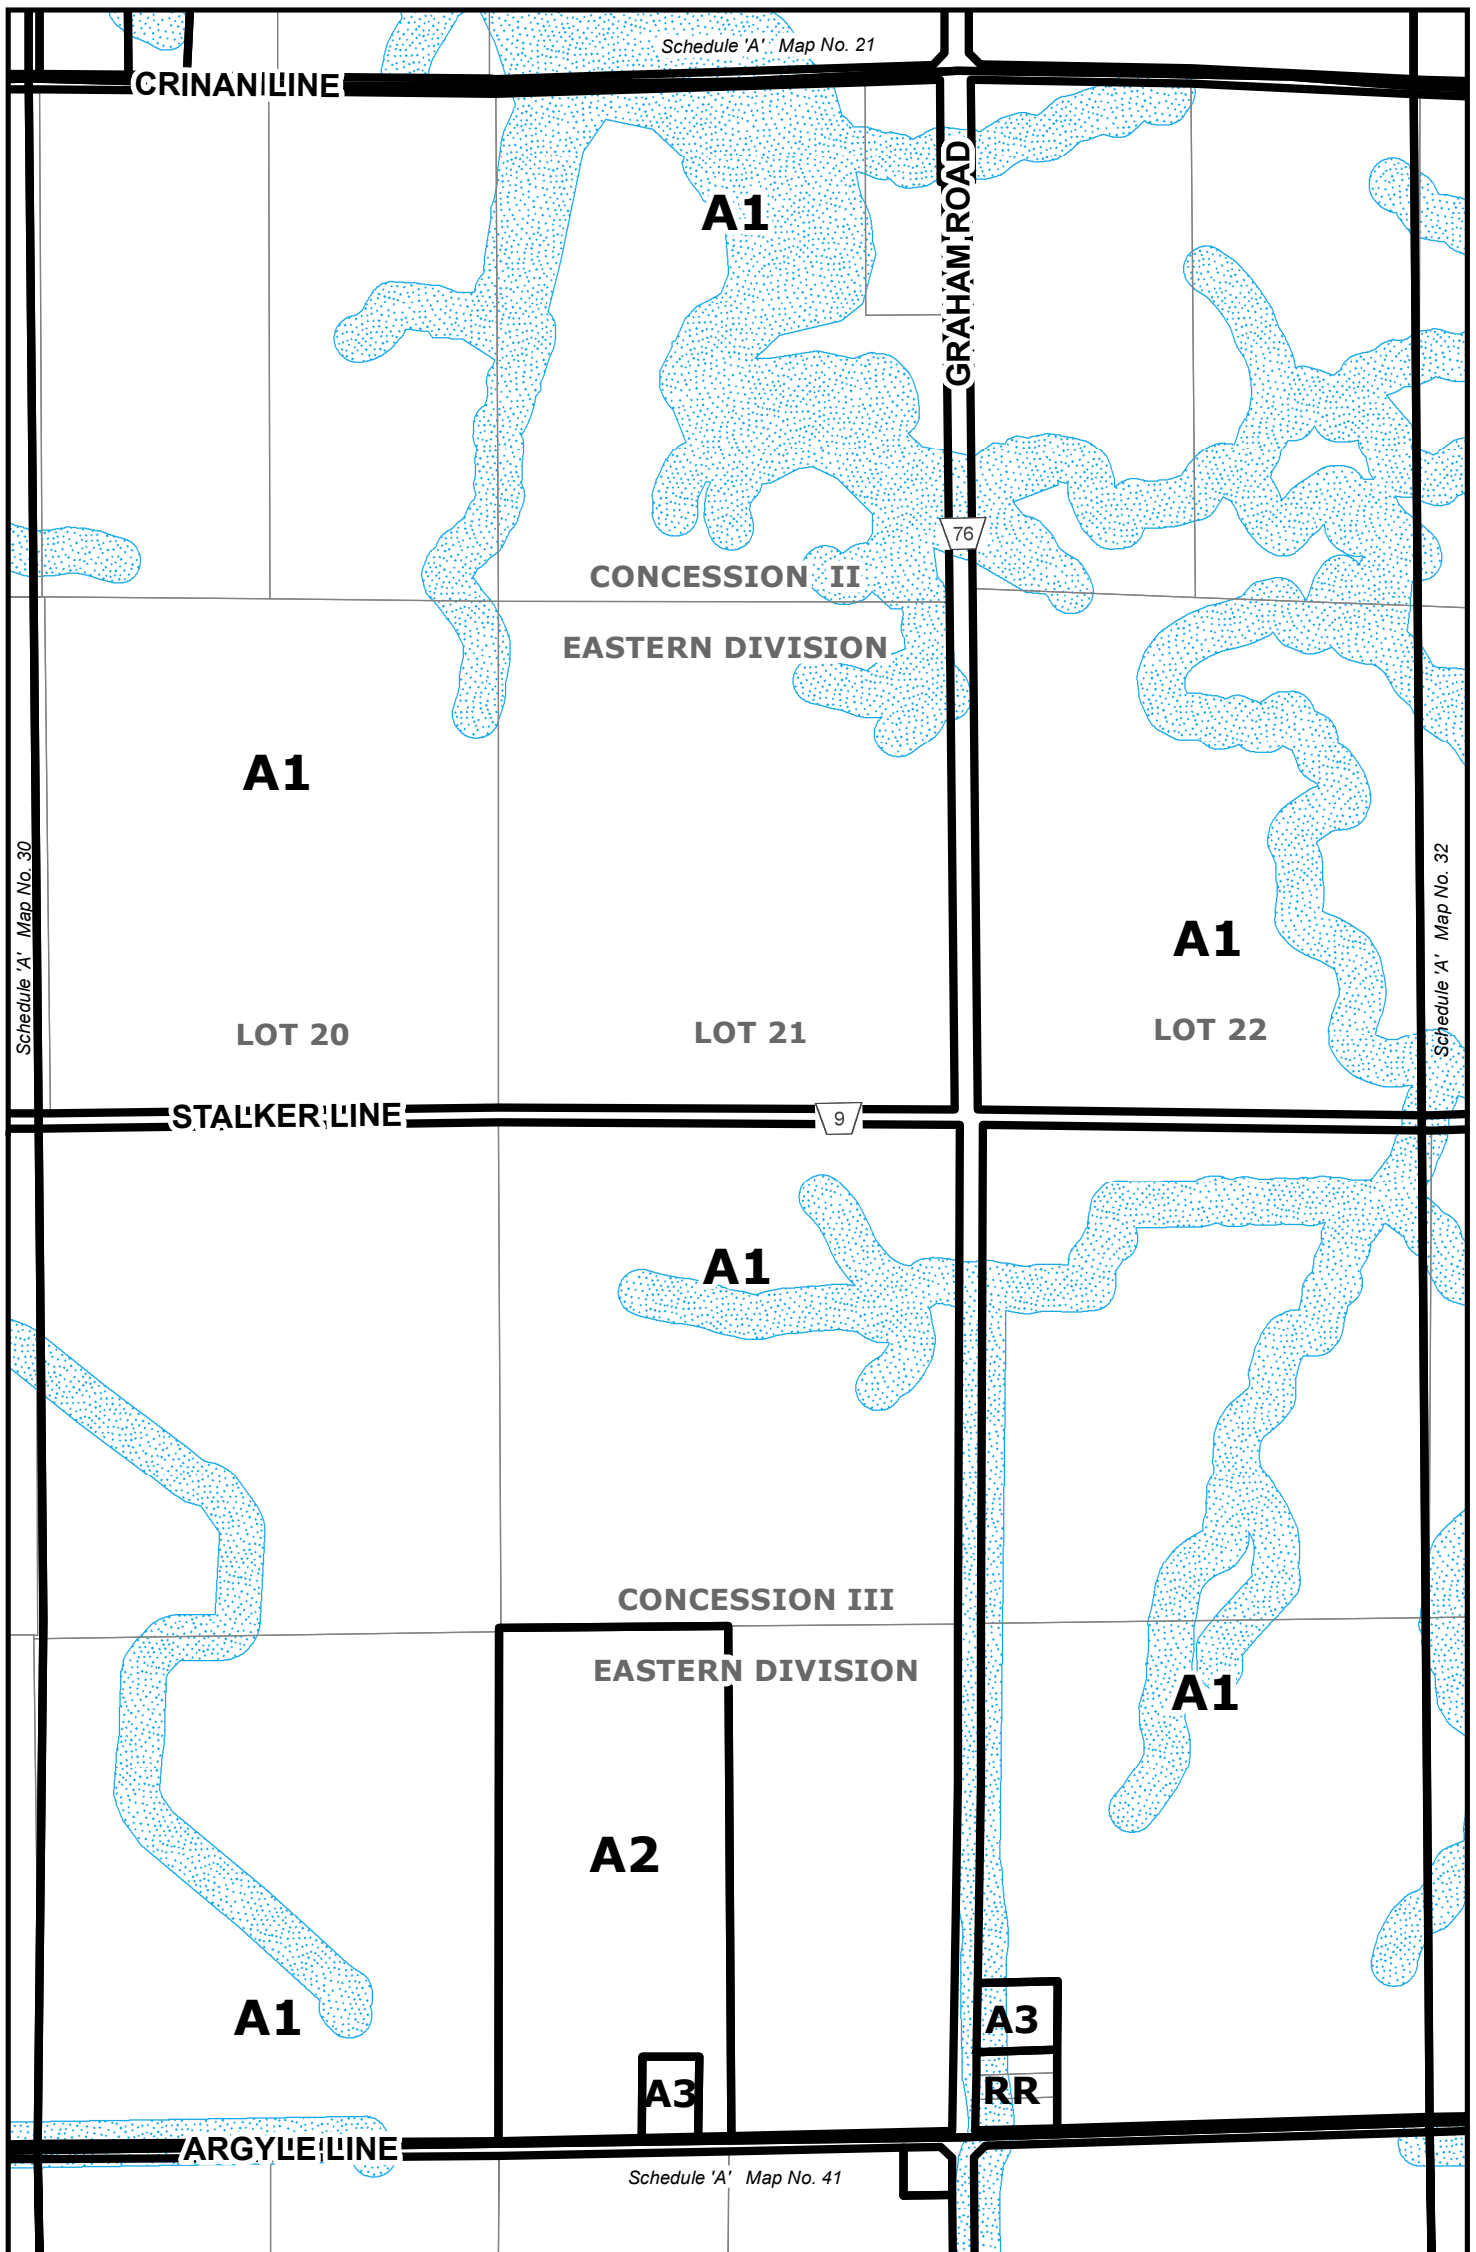 Schedule 'A' Map No. 21
CRINAN LINE
GRAHAM ROAD
A1
76
CONCESSION II
EASTERN DIVISION
A1
Schedule 'A' Map No. 30
Schedule 'A' Map No. 32
A1
LOT 20
LOT 21
LOT 22
STALKER LINE
9
A1
CONCESSION III
EASTERN DIVISION
A1
A2
A1
A3
A3
RR
ARGYLE LINE
Schedule 'A' Map No. 41